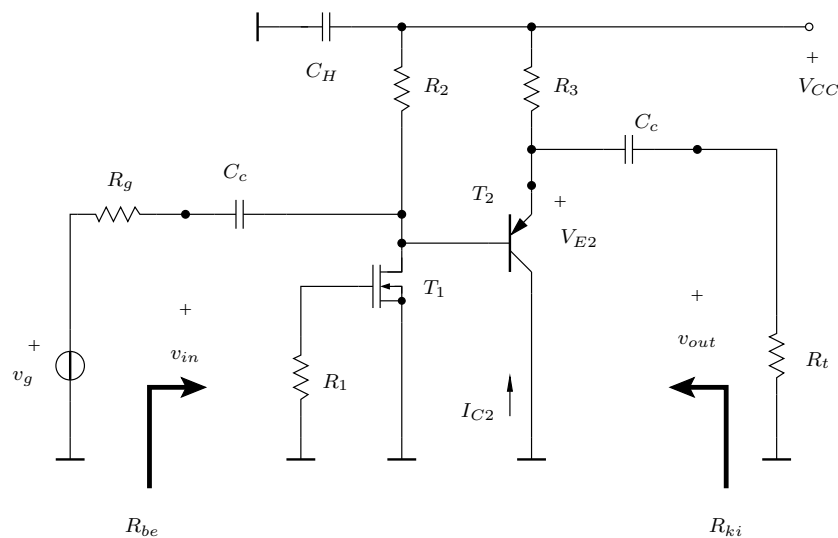 C_H
R_2
R_3
+
V_CC
C_c
R_g
C_c
T_2
+
V_E2
T_1
+
v_g
+
v_in
R_1
I_C2
+
v_out
R_t
R_be
R_ki